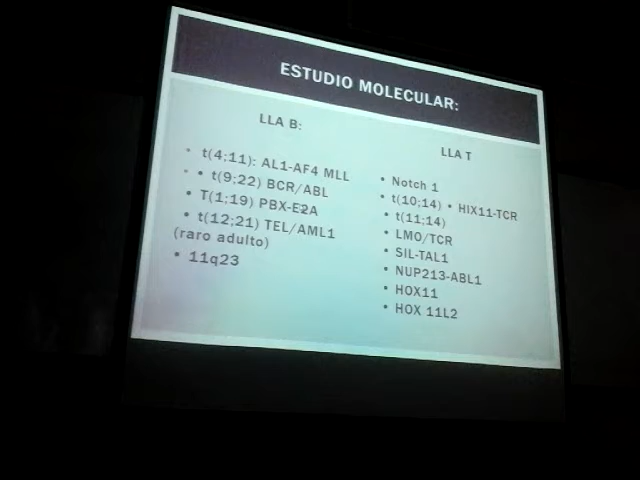 ESTUDIO MOLECULAR:
LLA B:
• t(4;11): AL1-AF4 MLL
• • t(9;22) BCR/ABL
• T(1;19) PBX-E2A
• t(12;21) TEL/AML1
(raro adulto)
• 11q23
LLA T
• Notch 1
• t(10;14) • HIX11-TCR
• t(11;14)
• LMO/TCR
• SIL-TAL1
• NUP213-ABL1
• HOX11
• HOX 11L2